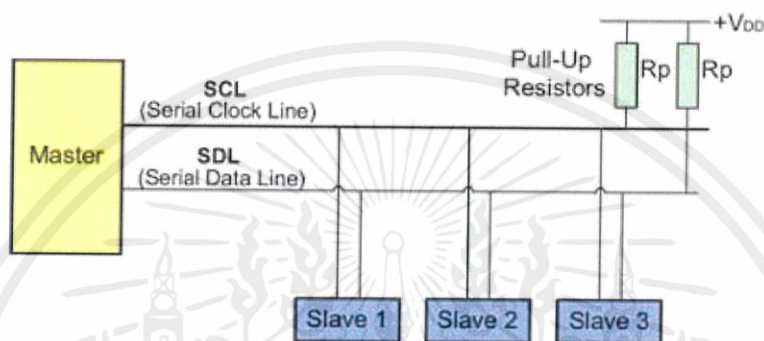 +VDD
Pull-Up
Resistors
Rp
Rp
SCL
(Serial Clock Line)
Master
SDL
(Serial Data Line)
Slave 1
Slave 2
Slave 3